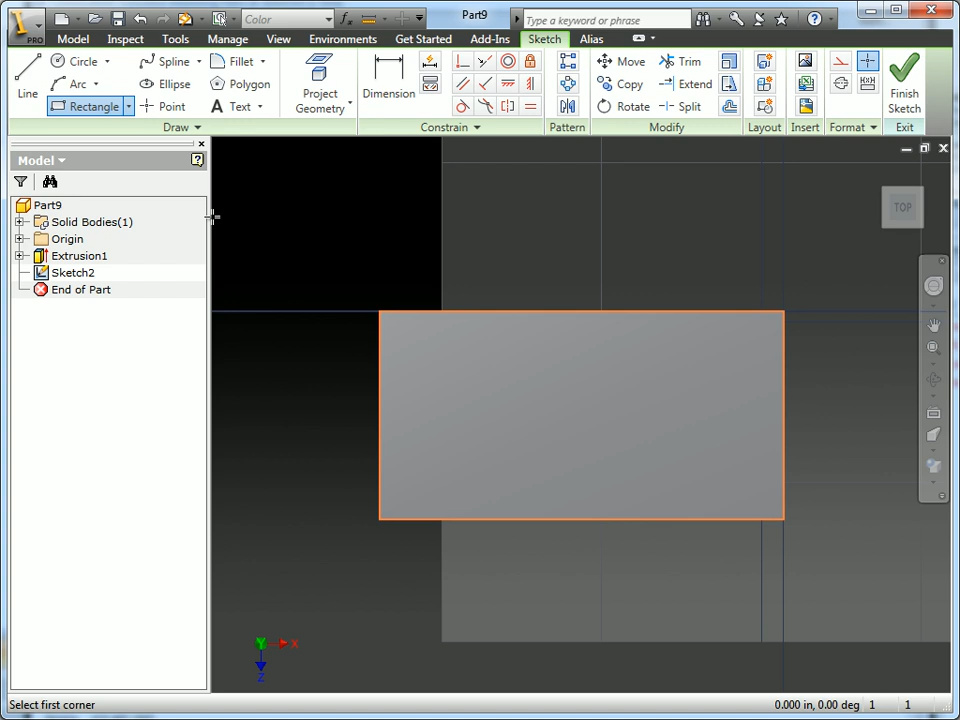 Color
Part9
Type a keyword or phrase
PRO
Model Inspect Tools Manage View Environments Get Started Add-Ins Sketch Alias
Line
Circle
Arc
Rectangle
Spline
Ellipse
Point
Fillet
Polygon
Text
Project
Geometry
Dimension
Move
Copy
Rotate
Trim
Extend
Split
Finish
Sketch
Draw
Constrain
Pattern
Modify
Layout
Insert
Format
Exit
Model
Part9
Solid Bodies(1)
Origin
Extrusion1
Sketch2
End of Part
TOP
Y
X
Z
Select first corner
0.000 in, 0.00 deg
1
1